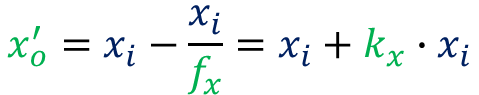 x′ₒ = xᵢ − xᵢ/fₓ = xᵢ + kₓ · xᵢ